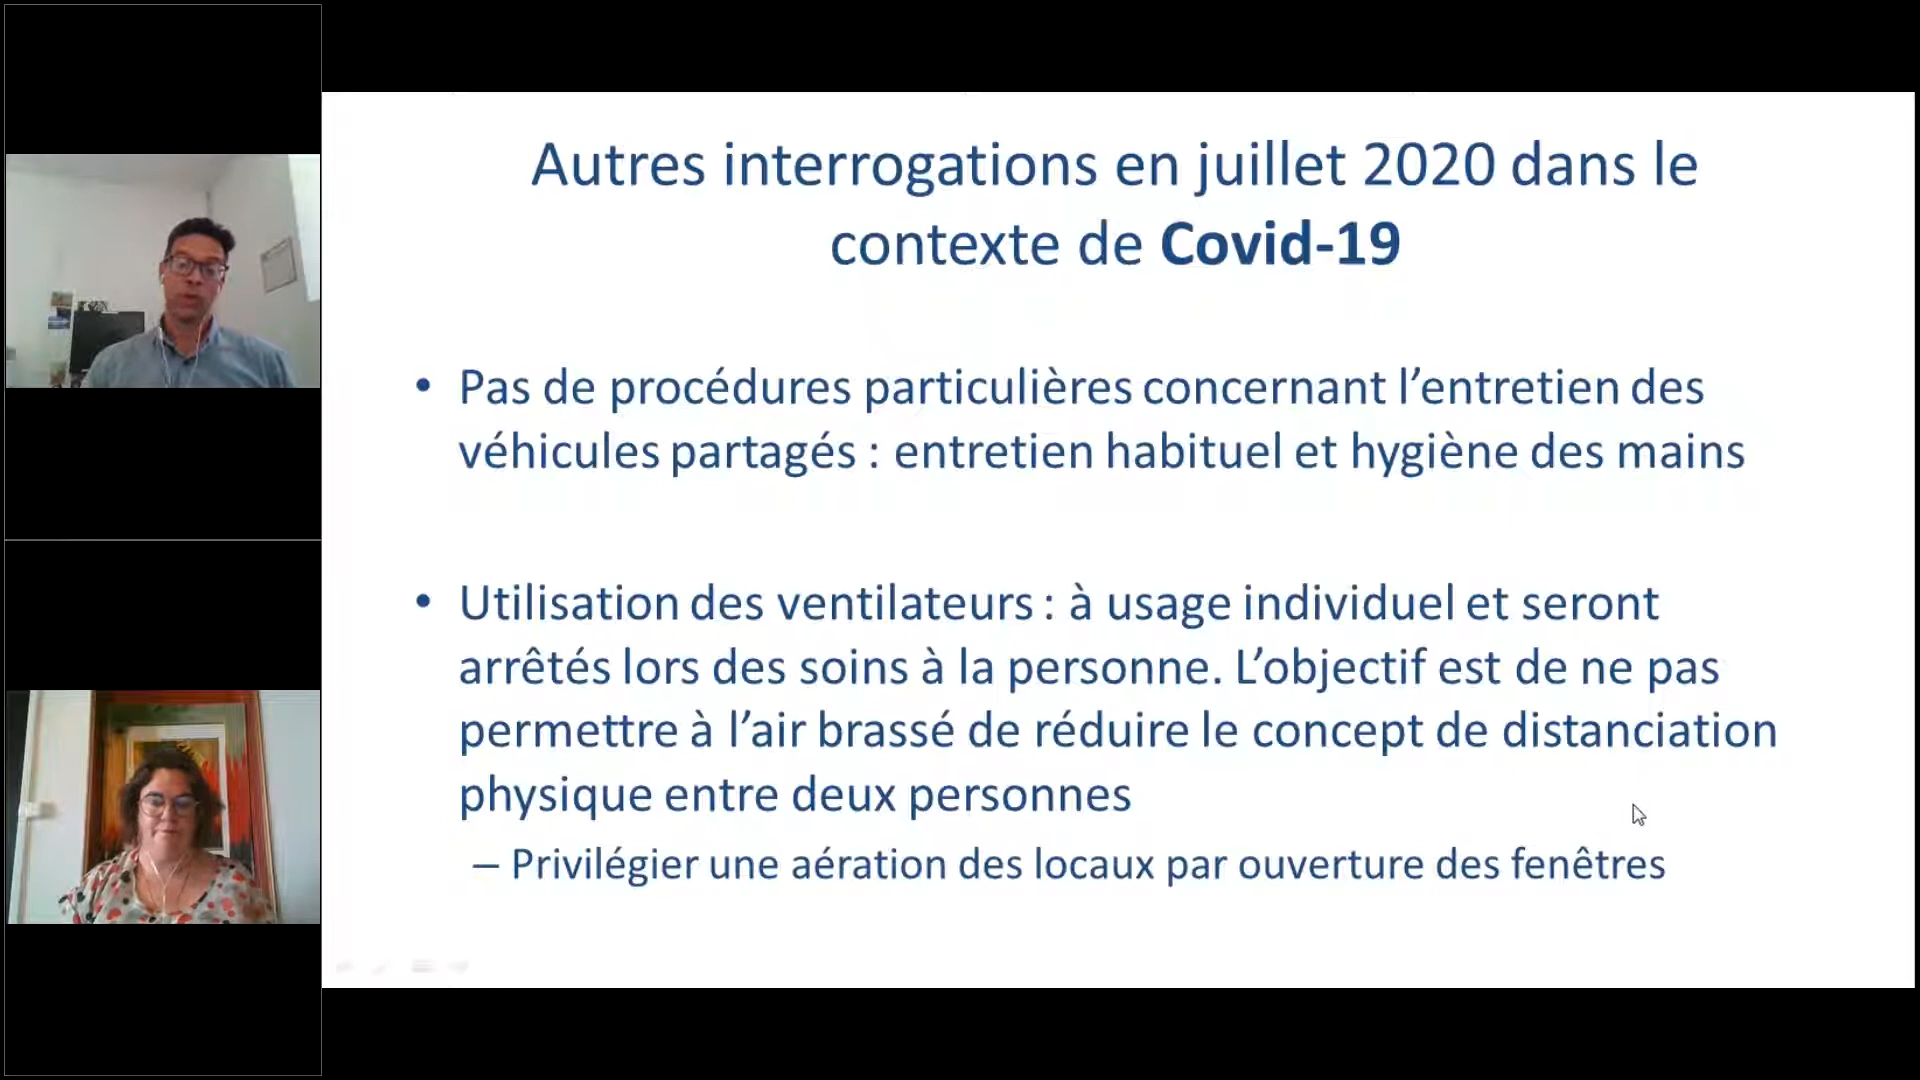 Autres interrogations en juillet 2020 dans le
contexte de Covid-19
• Pas de procédures particulières concernant l’entretien des
véhicules partagés : entretien habituel et hygiène des mains
• Utilisation des ventilateurs : à usage individuel et seront
arrêtés lors des soins à la personne. L’objectif est de ne pas
permettre à l’air brassé de réduire le concept de distanciation
physique entre deux personnes
– Privilégier une aération des locaux par ouverture des fenêtres